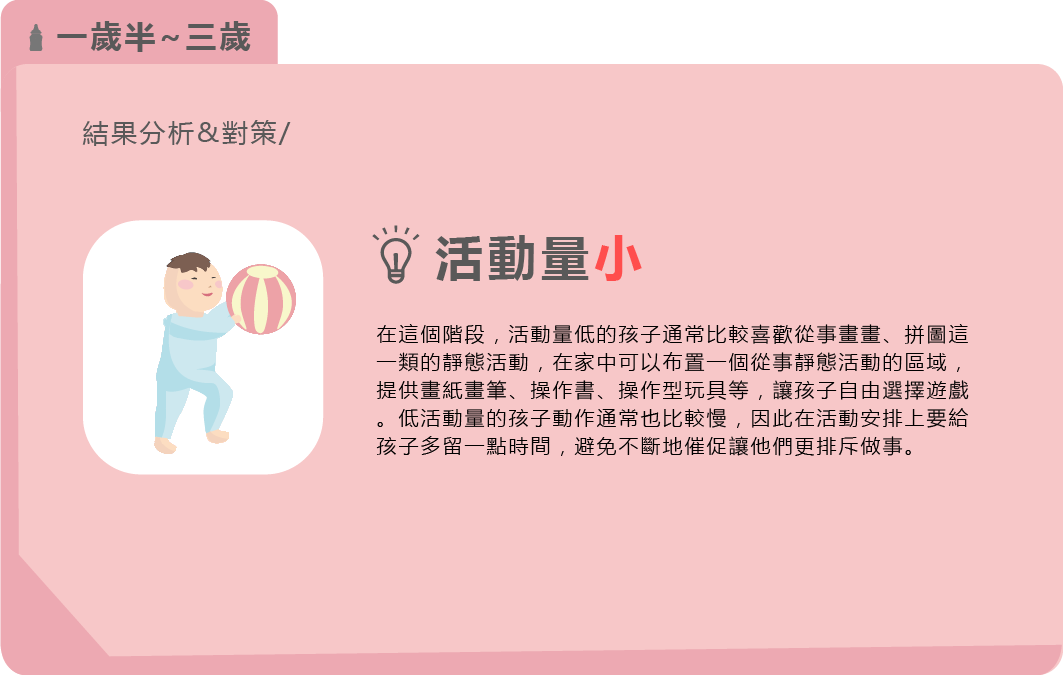 一歲半~三歲
結果分析&對策/
活動量小
在這個階段，活動量低的孩子通常比較喜歡從事畫畫、拼圖這
一類的靜態活動，在家中可以布置一個從事靜態活動的區域，
提供畫紙畫筆、操作書、操作型玩具等，讓孩子自由選擇遊戲
。低活動量的孩子動作通常也比較慢，因此在活動安排上要給
孩子多留一點時間，避免不斷地催促讓他們更排斥做事。